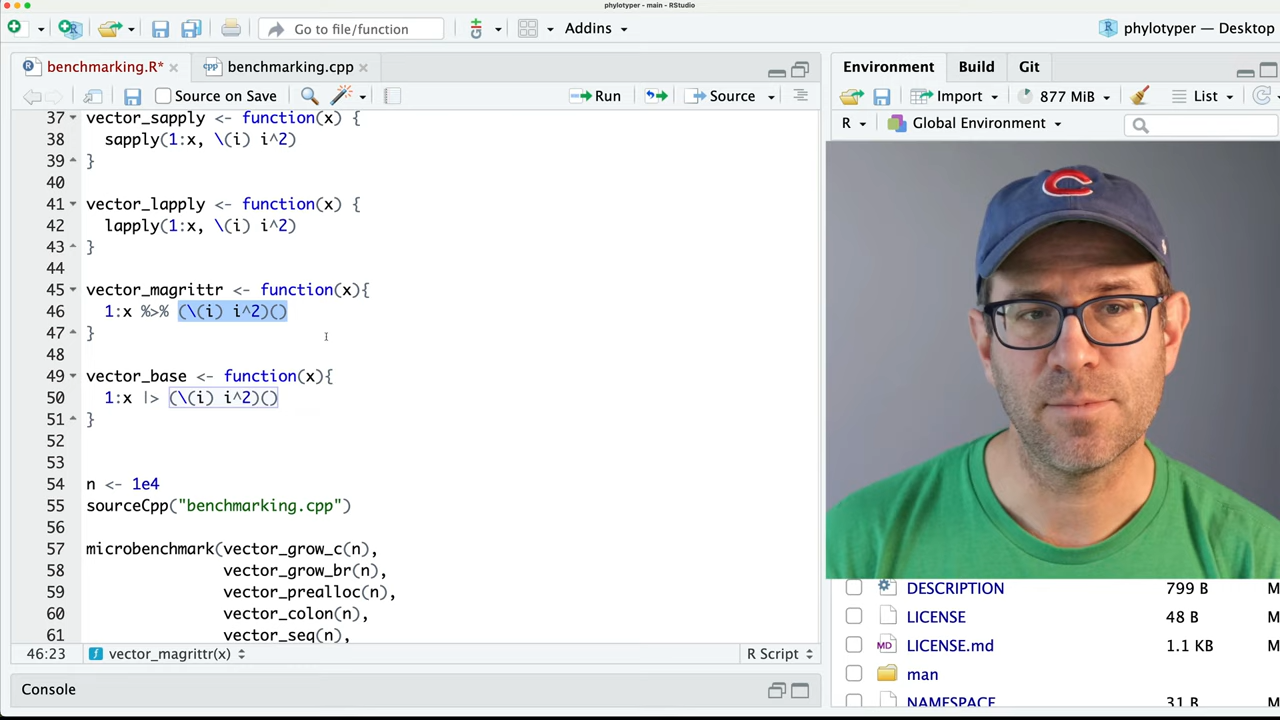 phylotyper - main - RStudio
Go to file/function
Addins
phylotyper — Desktop
benchmarking.R*
benchmarking.cpp
Source on Save
Run
Source
37 vector_sapply <- function(x) {
38 sapply(1:x, \(i) i^2)
39 }
40
41 vector_lapply <- function(x) {
42 lapply(1:x, \(i) i^2)
43 }
44
45 vector_magrittr <- function(x){
46 1:x %>% (\(i) i^2)()
47 }
48
49 vector_base <- function(x){
50 1:x |> (\(i) i^2)()
51 }
52
53
54 n <- 1e4
55 sourceCpp("benchmarking.cpp")
56
57 microbenchmark(vector_grow_c(n),
58 vector_grow_br(n),
59 vector_prealloc(n),
60 vector_colon(n),
61 vector_seq(n),
46:23 vector_magrittr(x) R Script
Console
Environment Build Git
Import 877 MiB List
R Global Environment
C
DESCRIPTION 799 B M
LICENSE 48 B M
LICENSE.md 1.1 KB M
man
NAMESPACE 31 B M